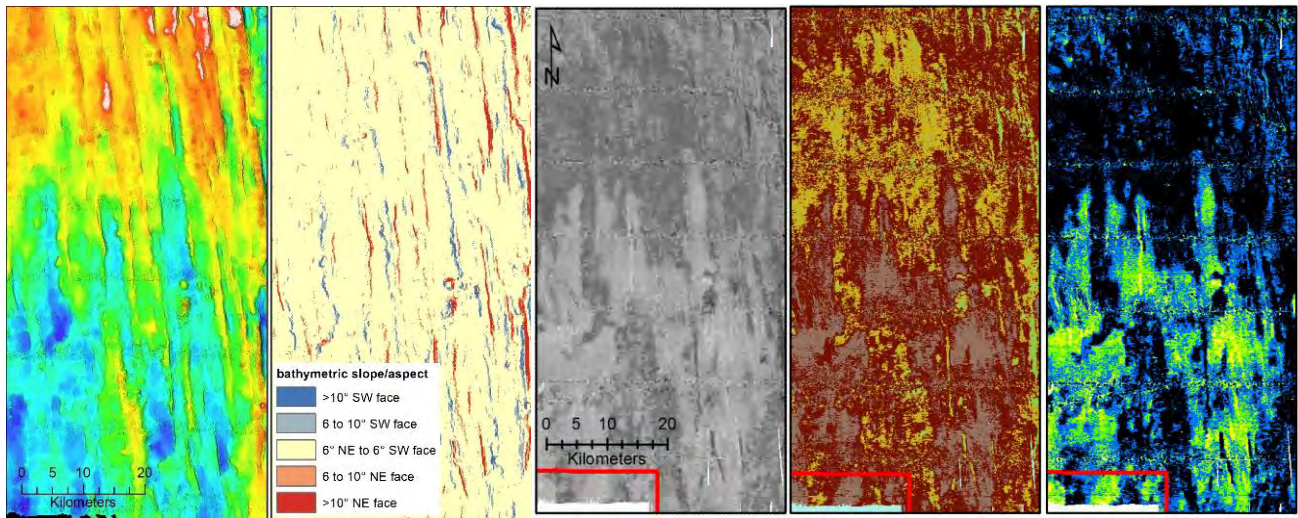 0 5 10 20
Kilometers
bathymetric slope/aspect
>10° SW face
6 to 10° SW face
6° NE to 6° SW face
6 to 10° NE face
>10° NE face
N
0 5 10 20
Kilometers